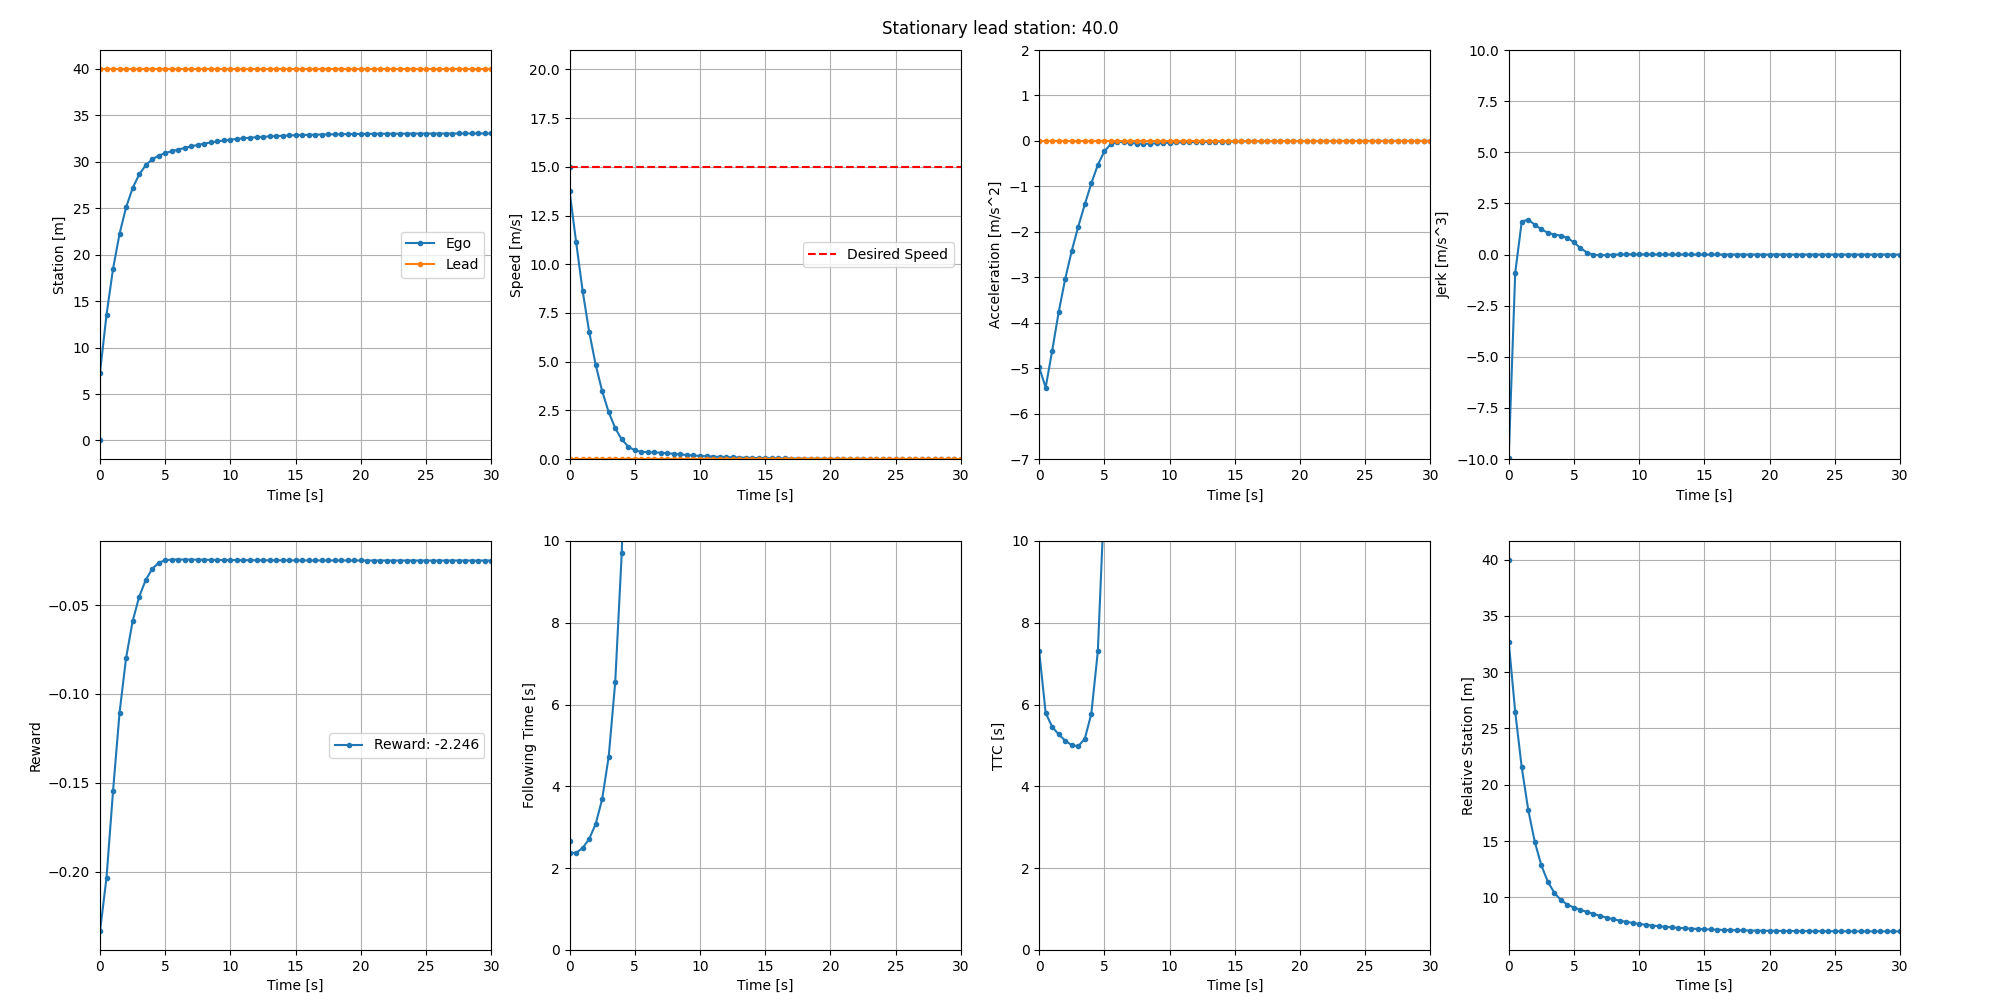 Stationary lead station: 40.0
Station [m]
40
35
30
25
20
15
10
5
0
Ego
Lead
0 5 10 15 20 25 30
Time [s]
Speed [m/s]
20.0
17.5
15.0
12.5
10.0
7.5
5.0
2.5
0.0
Desired Speed
0 5 10 15 20 25 30
Time [s]
Acceleration [m/s^2]
2
1
0
−1
−2
−3
−4
−5
−6
−7
0 5 10 15 20 25 30
Time [s]
Jerk [m/s^3]
10.0
7.5
5.0
2.5
0.0
−2.5
−5.0
−7.5
−10.0
0 5 10 15 20 25 30
Time [s]
Reward
−0.05
−0.10
−0.15
−0.20
Reward: -2.246
0 5 10 15 20 25 30
Time [s]
Following Time [s]
10
8
6
4
2
0
0 5 10 15 20 25 30
Time [s]
TTC [s]
10
8
6
4
2
0
0 5 10 15 20 25 30
Time [s]
Relative Station [m]
40
35
30
25
20
15
10
0 5 10 15 20 25 30
Time [s]